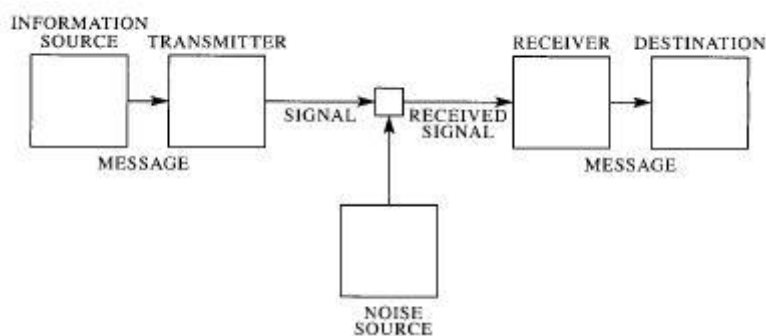 INFORMATION
SOURCE
TRANSMITTER
RECEIVER
DESTINATION
SIGNAL
RECEIVED
SIGNAL
MESSAGE
MESSAGE
NOISE
SOURCE